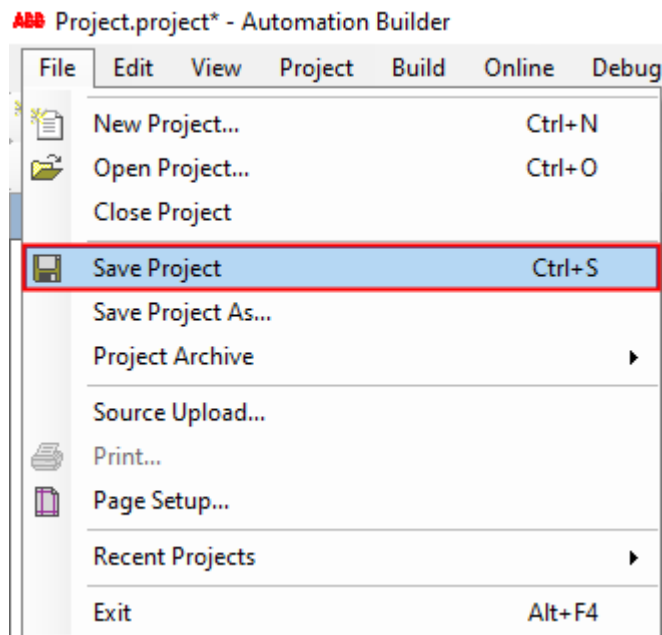 ABB Project.project* - Automation Builder
File Edit View Project Build Online Debug
New Project... Ctrl+N
Open Project... Ctrl+O
Close Project
Save Project Ctrl+S
Save Project As...
Project Archive
Source Upload...
Print...
Page Setup...
Recent Projects
Exit Alt+F4